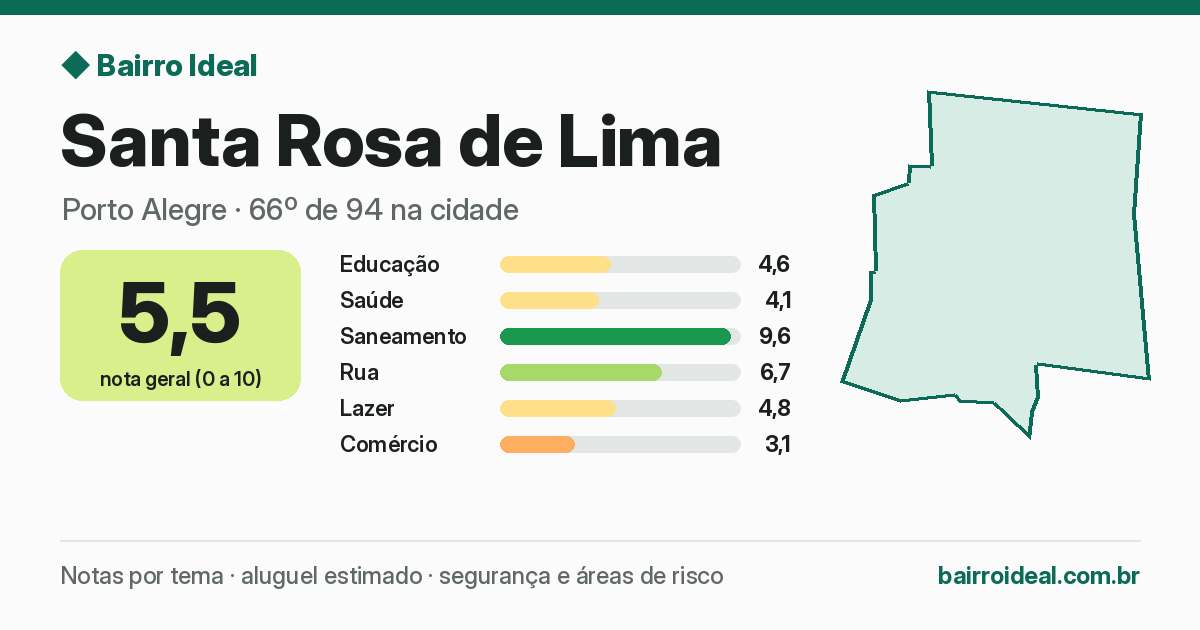 Bairro Ideal
Santa Rosa de Lima
Porto Alegre · 66º de 94 na cidade
5,5
nota geral (0 a 10)
Educação 4,6
Saúde 4,1
Saneamento 9,6
Rua 6,7
Lazer 4,8
Comércio 3,1
Notas por tema · aluguel estimado · segurança e áreas de risco
bairroideal.com.br